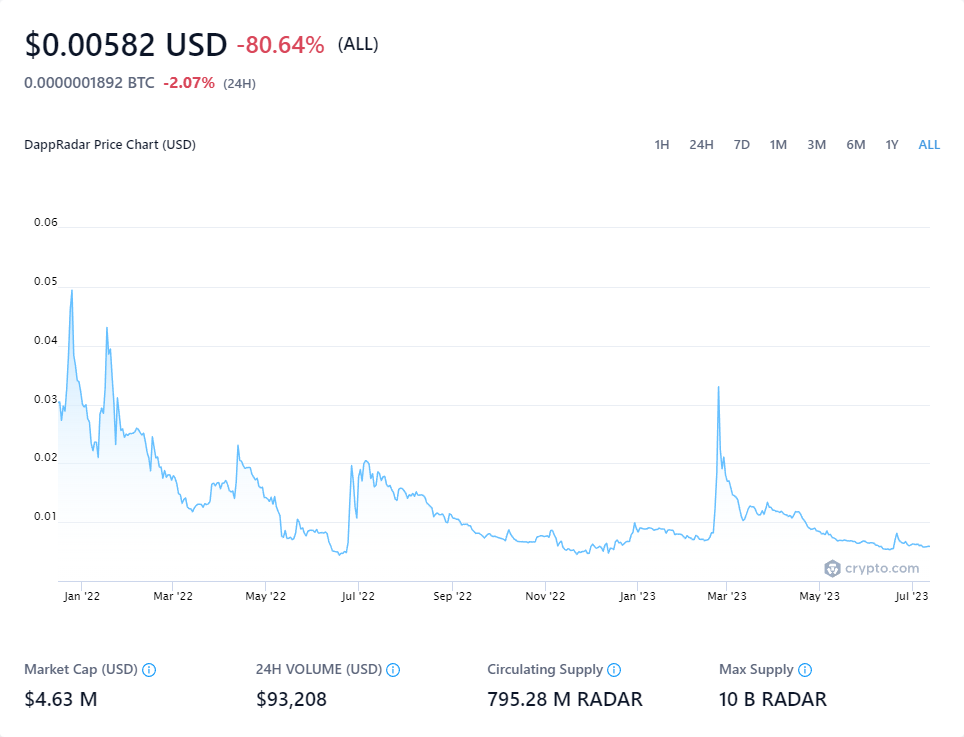 $0.00582 USD -80.64% (ALL)
0.0000001892 BTC -2.07% (24H)
DappRadar Price Chart (USD) 1H 24H 7D 1M 3M 6M 1Y ALL
0.06
0.05
0.04
0.03
0.02
0.01
crypto.com
Jan '22 Mar '22 May '22 Jul '22 Sep '22 Nov '22 Jan '23 Mar '23 May '23 Jul '23
Market Cap (USD) 24H VOLUME (USD) Circulating Supply Max Supply
$4.63 M $93,208 795.28 M RADAR 10 B RADAR